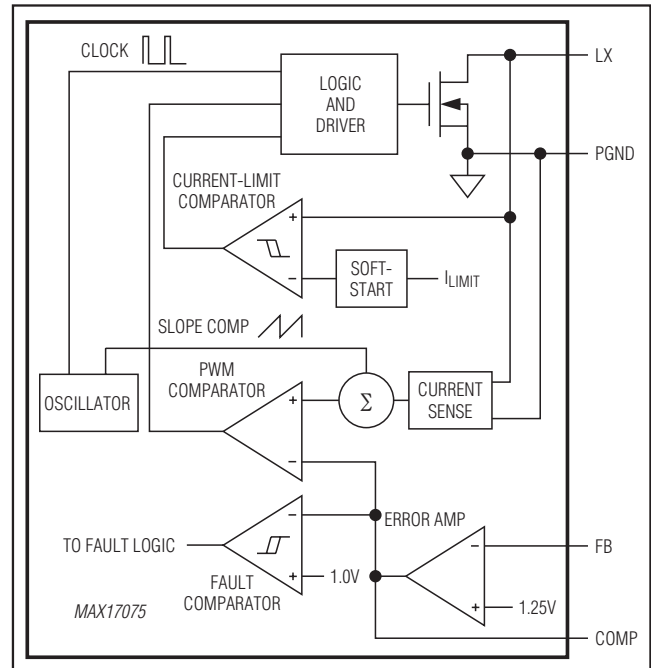 CLOCK
LOGIC
AND
DRIVER
LX
PGND
CURRENT-LIMIT
COMPARATOR
+
−
SOFT-
START
ILIMIT
SLOPE COMP
PWM
COMPARATOR
OSCILLATOR
+
−
Σ
CURRENT
SENSE
ERROR AMP
TO FAULT LOGIC
−
+
1.0V
FAULT
COMPARATOR
−
FB
+
1.25V
COMP
MAX17075